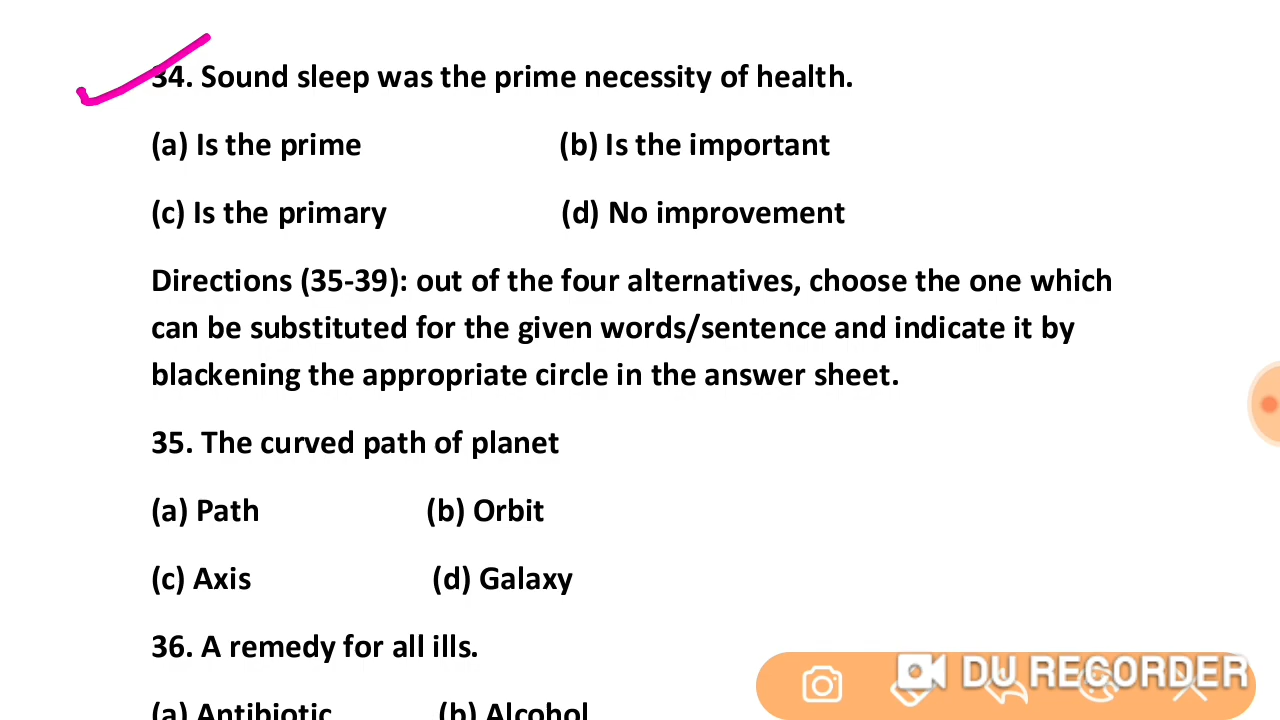 34. Sound sleep was the prime necessity of health.
(a) Is the prime (b) Is the important
(c) Is the primary (d) No improvement
Directions (35-39): out of the four alternatives, choose the one which
can be substituted for the given words/sentence and indicate it by
blackening the appropriate circle in the answer sheet.
35. The curved path of planet
(a) Path (b) Orbit
(c) Axis (d) Galaxy
36. A remedy for all ills.
(a) Antibiotic (b) Alcohol
DU RECORDER